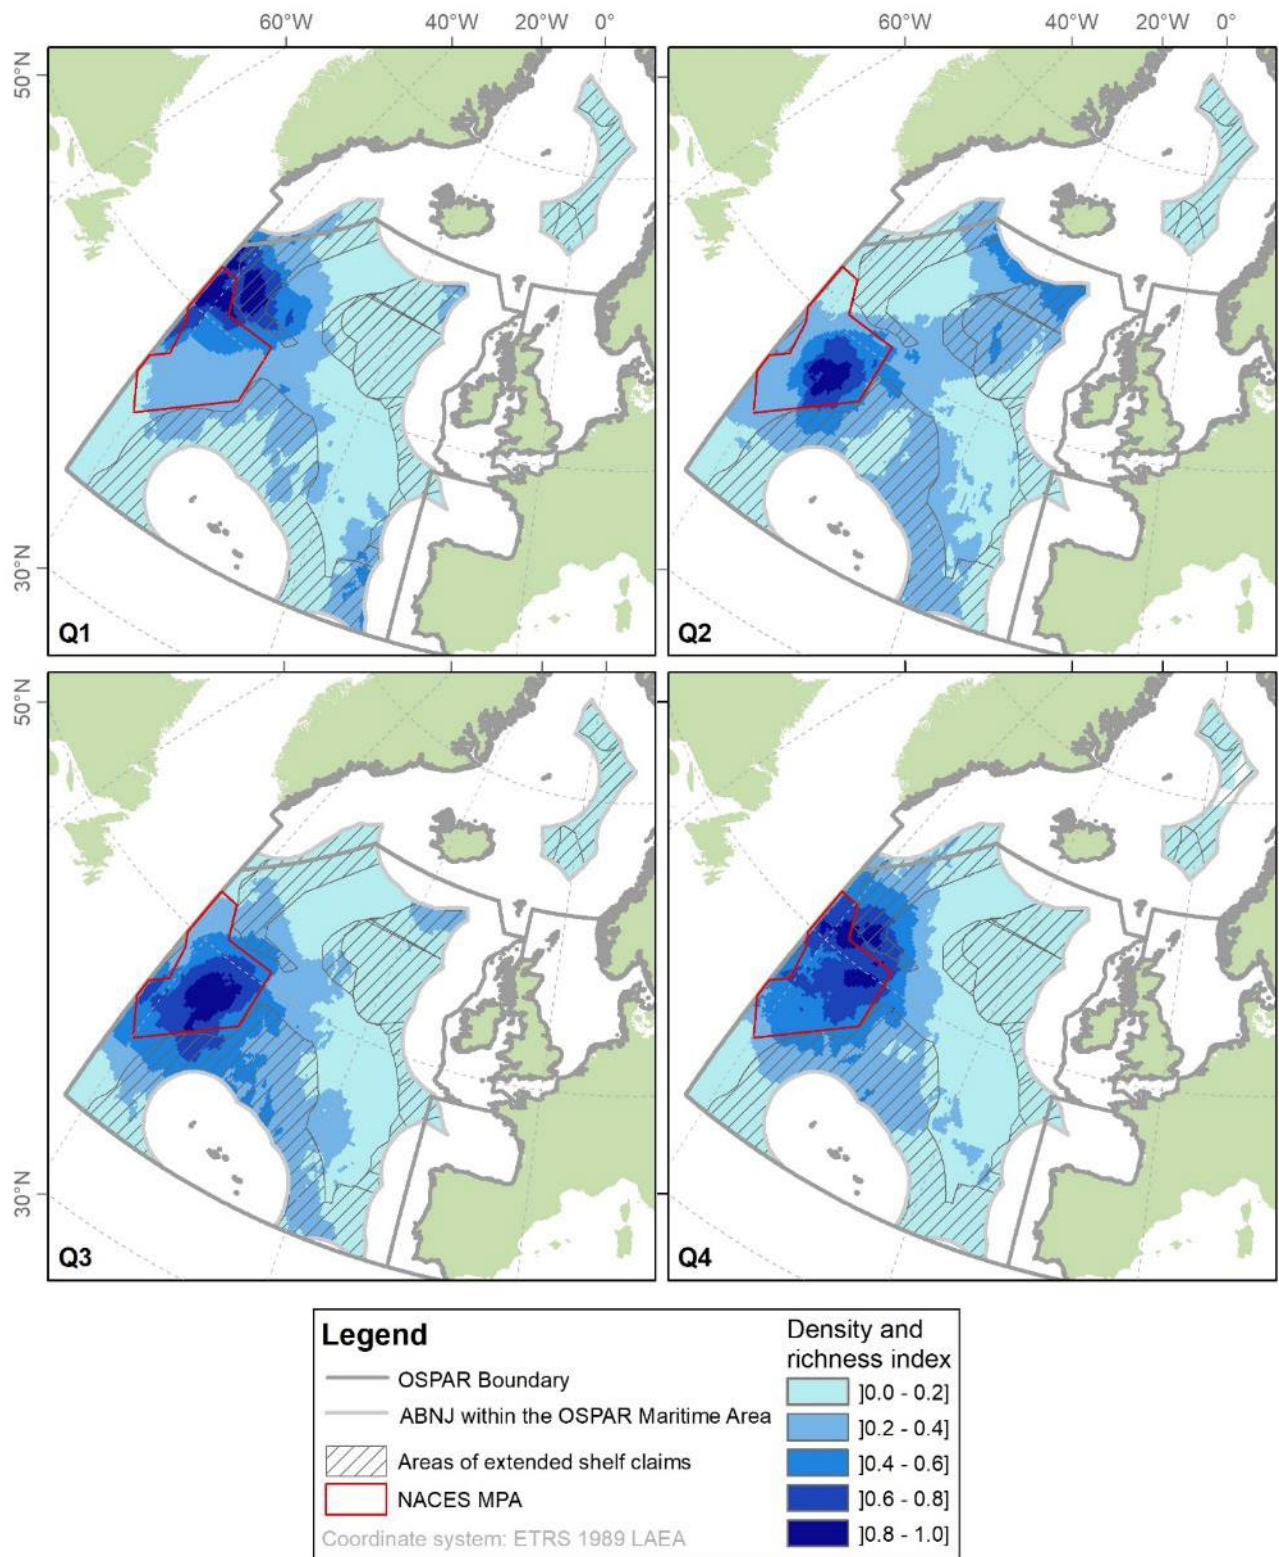 60°W 40°W 20°W 0° 60°W 40°W 20°W 0°
50°N
30°N
Q1 Q2
50°N
30°N
Q3 Q4
Legend
OSPAR Boundary
ABNJ within the OSPAR Maritime Area
Areas of extended shelf claims
NACES MPA
Coordinate system: ETRS 1989 LAEA
Density and
richness index
]0.0 - 0.2]
]0.2 - 0.4]
]0.4 - 0.6]
]0.6 - 0.8]
]0.8 - 1.0]